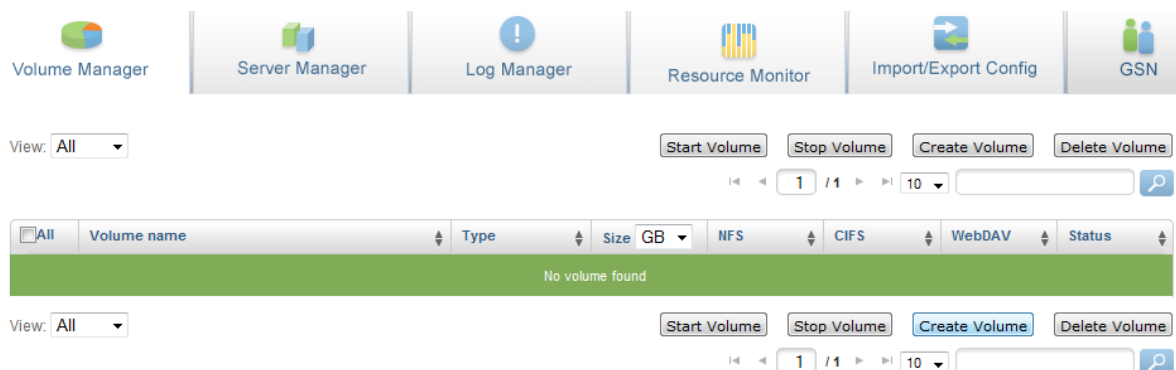 Volume Manager Server Manager Log Manager Resource Monitor Import/Export Config GSN
View: All Start Volume Stop Volume Create Volume Delete Volume
1 / 1 10
All Volume name Type Size GB NFS CIFS WebDAV Status
No volume found
View: All Start Volume Stop Volume Create Volume Delete Volume
1 / 1 10